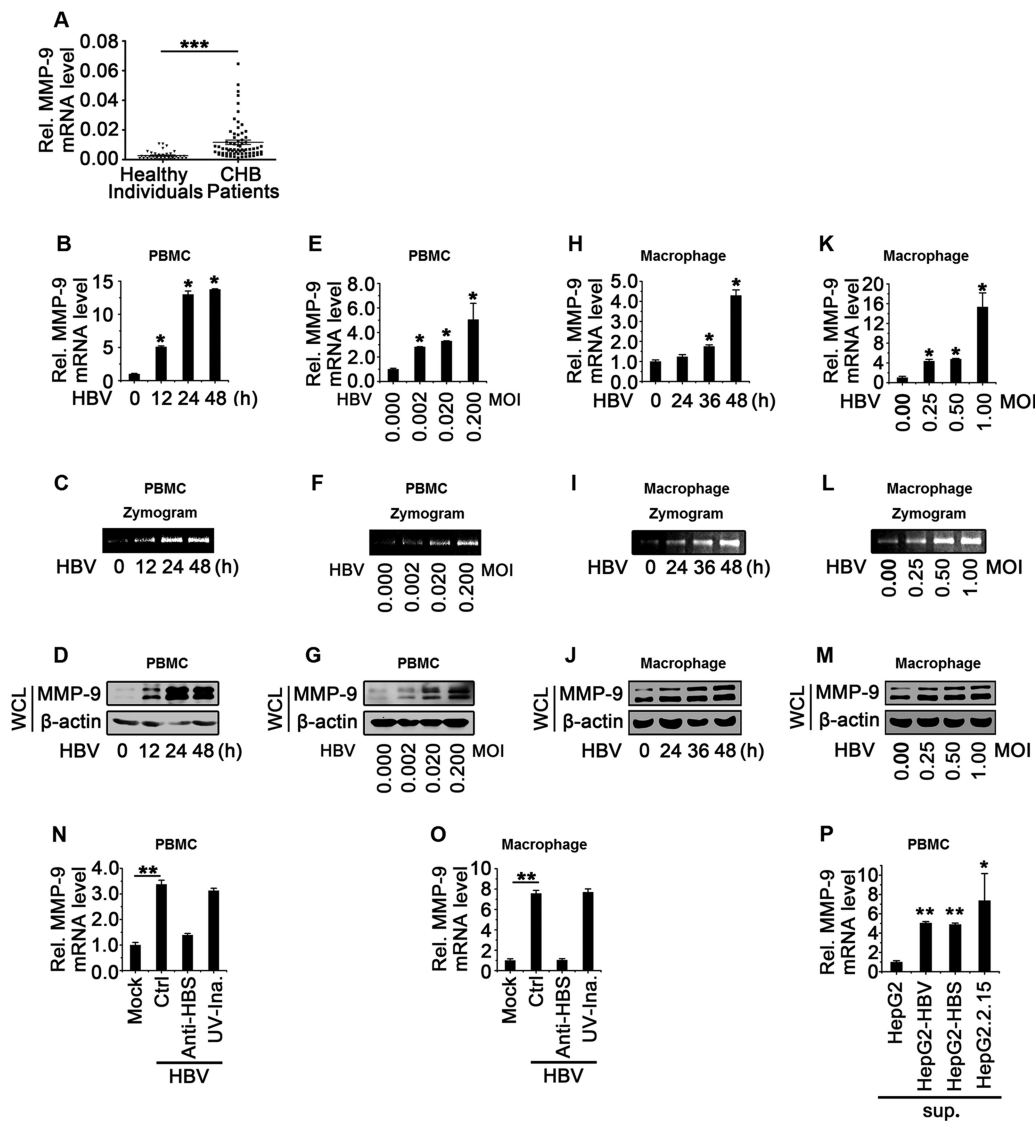 A
***
Rel. MMP-9
mRNA level
0.08
0.06
0.04
0.02
0.00
Healthy
Individuals
CHB
Patients
B
PBMC
Rel. MMP-9
mRNA level
15
10
5
0
*
*
*
HBV 0 12 24 48 (h)
E
PBMC
Rel. MMP-9
mRNA level
8.0
6.0
4.0
2.0
0.0
*
*
*
HBV 0.000 0.002 0.020 0.200 MOI
H
Macrophage
Rel. MMP-9
mRNA level
5.0
4.0
3.0
2.0
1.0
0.0
*
*
HBV 0 24 36 48 (h)
K
Macrophage
Rel. MMP-9
mRNA level
20
16
12
8
4
0
*
*
*
HBV 0.00 0.25 0.50 1.00 MOI
C
PBMC
Zymogram
HBV 0 12 24 48 (h)
F
PBMC
Zymogram
HBV 0.000 0.002 0.020 0.200 MOI
I
Macrophage
Zymogram
HBV 0 24 36 48 (h)
L
Macrophage
Zymogram
HBV 0.00 0.25 0.50 1.00 MOI
D
PBMC
WCL
MMP-9
β-actin
HBV 0 12 24 48 (h)
G
PBMC
WCL
MMP-9
β-actin
HBV 0.000 0.002 0.020 0.200 MOI
J
Macrophage
WCL
MMP-9
β-actin
HBV 0 24 36 48 (h)
M
Macrophage
WCL
MMP-9
β-actin
HBV 0.00 0.25 0.50 1.00 MOI
N
PBMC
Rel. MMP-9
mRNA level
4.0
3.0
2.0
1.0
0.0
**
Mock
Ctrl
Anti-HBS
UV-Ina.
HBV
O
Macrophage
Rel. MMP-9
mRNA level
10
8
6
4
2
0
**
Mock
Ctrl
Anti-HBS
UV-Ina.
HBV
P
PBMC
Rel. MMP-9
mRNA level
10
8
6
4
2
0
**
**
*
HepG2
HepG2-HBV
HepG2-HBS
HepG2.2.15
sup.